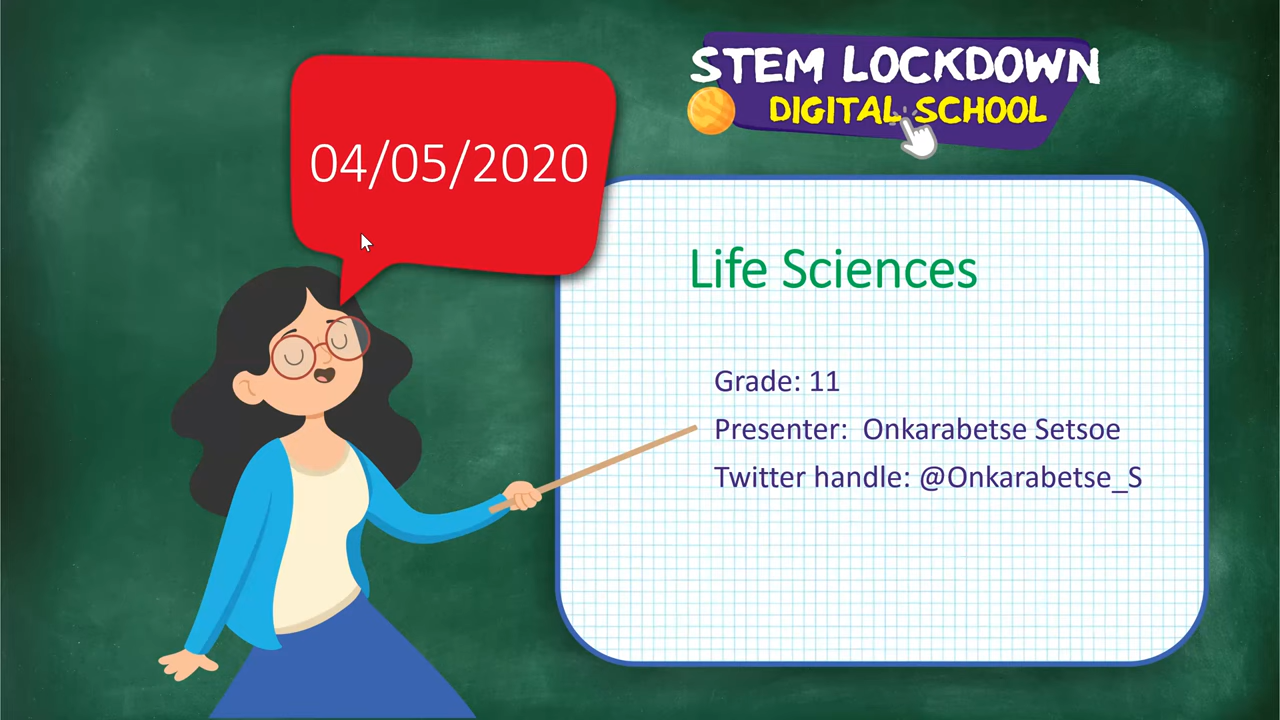 STEM LOCKDOWN
DIGITAL SCHOOL
04/05/2020
Life Sciences
Grade: 11
Presenter:  Onkarabetse Setsoe
Twitter handle: @Onkarabetse_S